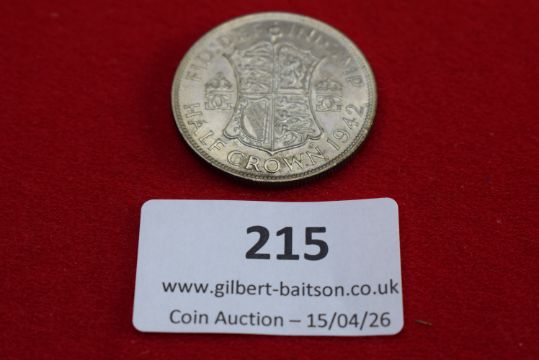 FID:DEF IND:IMP
HALF CROWN 1942
215
www.gilbert-baitson.co.uk
Coin Auction – 15/04/26